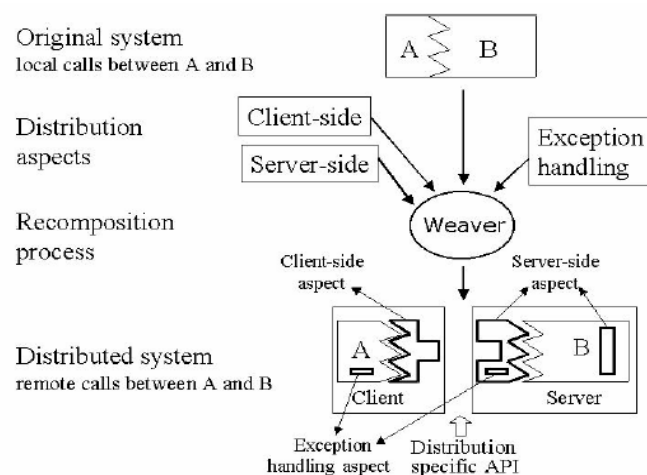 Original system
local calls between A and B
A
B
Distribution
aspects
Client-side
Server-side
Exception
handling
Recomposition
process
Weaver
Client-side
aspect
Server-side
aspect
Distributed system
remote calls between A and B
A
B
Client
Server
Exception
handling aspect
Distribution
specific API